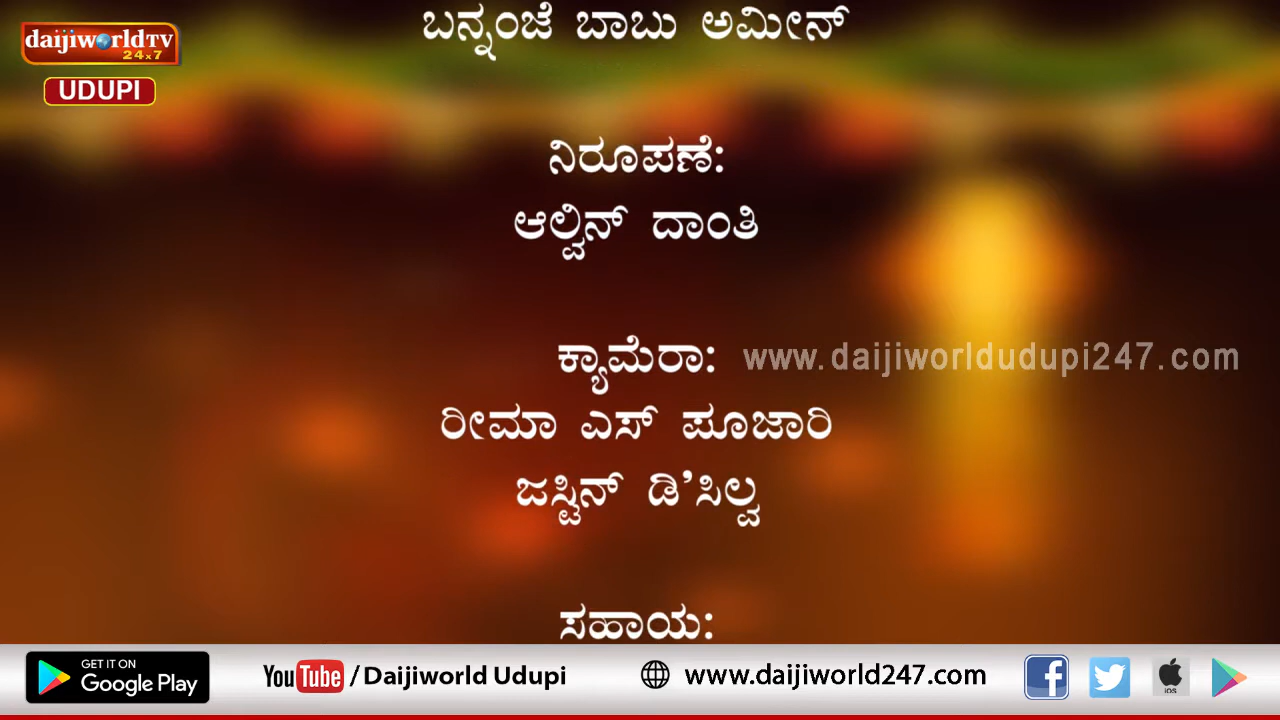 ಬನ್ನಂಜೆ ಬಾಬು ಅಮೀನ್
daijiworldTV
24x7
UDUPI
ನಿರೂಪಣೆ:
ಆಲ್ವಿನ್ ದಾಂತಿ
ಕ್ಯಾಮೆರಾ:
www.daijiworldudupi247.com
ರೀಮಾ ಎಸ್ ಪೂಜಾರಿ
ಜಸ್ಟಿನ್ ಡಿ'ಸಿಲ್ವ
ಸಹಾಯ:
GET IT ON
Google Play
YouTube / Daijiworld Udupi
www.daijiworld247.com
iOS